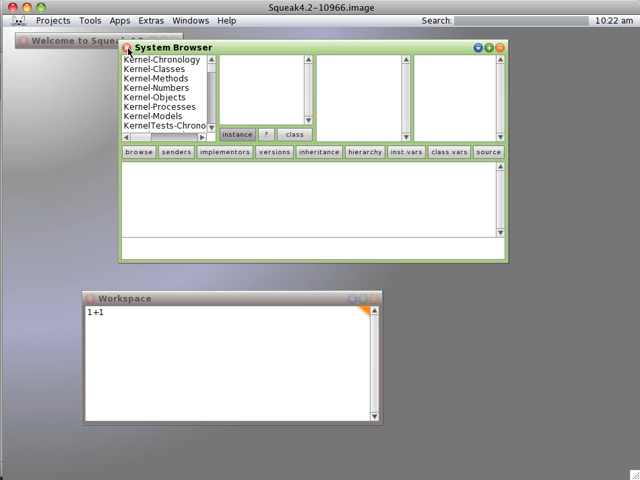 Squeak4.2-10966.image
Projects Tools Apps Extras Windows Help Search: 10:22 am
Welcome to
System Browser
Kernel-Chronology
Kernel-Classes
Kernel-Methods
Kernel-Numbers
Kernel-Objects
Kernel-Processes
Kernel-Models
KernelTests-Chrono
instance ? class
browse senders implementors versions inheritance hierarchy inst vars class vars source
Workspace
1+1